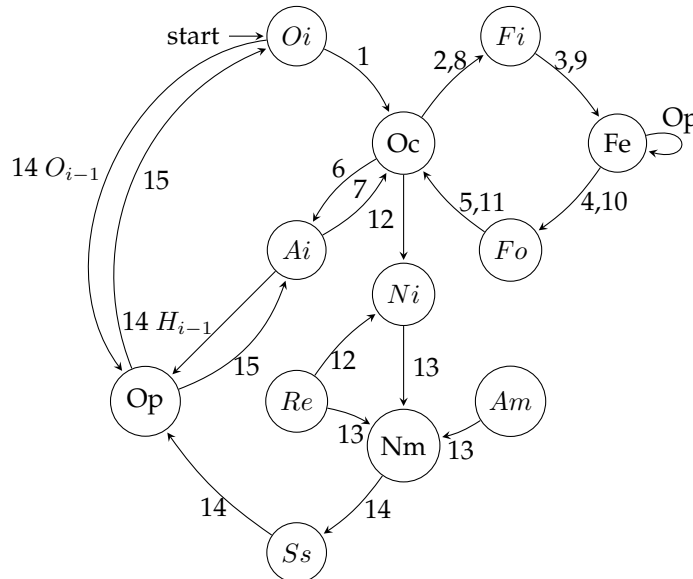 start
Oi
Fi
1
2,8
3,9
Op
Oc
Fe
14 O_{i−1}
15
6
7
5,11
4,10
12
Ai
Fo
Ni
14 H_{i−1}
15
12
13
Op
Re
Am
13
Nm
13
14
14
Ss